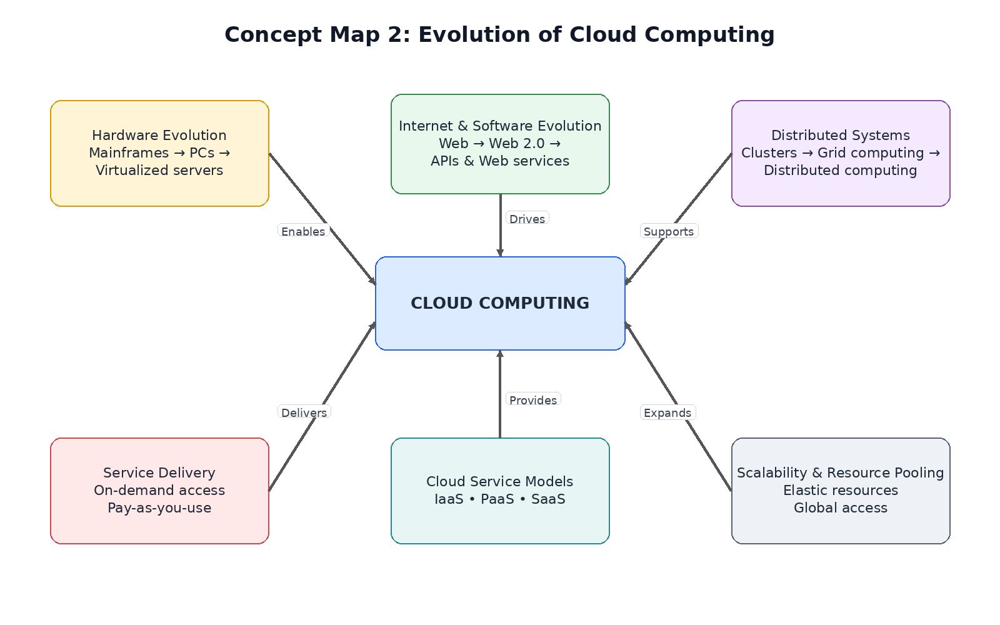 Concept Map 2: Evolution of Cloud Computing
Hardware Evolution
Mainframes → PCs →
Virtualized servers
Internet & Software Evolution
Web → Web 2.0 →
APIs & Web services
Distributed Systems
Clusters → Grid computing →
Distributed computing
Enables
Drives
Supports
CLOUD COMPUTING
Delivers
Provides
Expands
Service Delivery
On-demand access
Pay-as-you-use
Cloud Service Models
IaaS • PaaS • SaaS
Scalability & Resource Pooling
Elastic resources
Global access